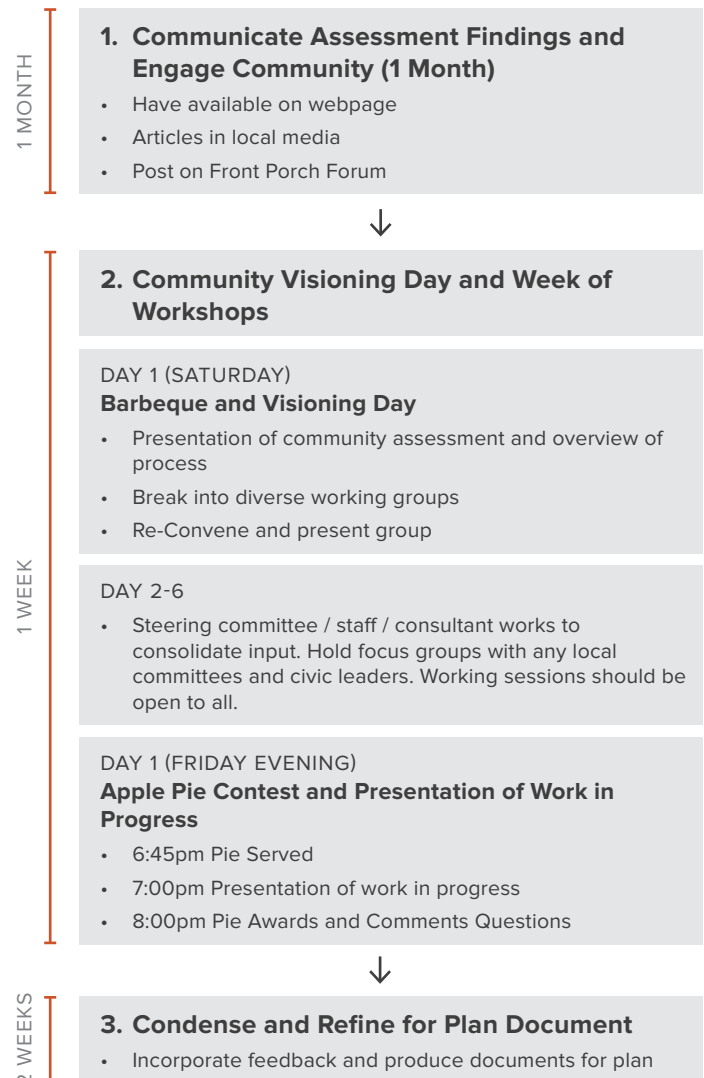 1 MONTH
1. Communicate Assessment Findings and
Engage Community (1 Month)
• Have available on webpage
• Articles in local media
• Post on Front Porch Forum
1 WEEK
2. Community Visioning Day and Week of
Workshops
DAY 1 (SATURDAY)
Barbeque and Visioning Day
• Presentation of community assessment and overview of
process
• Break into diverse working groups
• Re-Convene and present group
DAY 2-6
• Steering committee / staff / consultant works to
consolidate input. Hold focus groups with any local
committees and civic leaders. Working sessions should be
open to all.
DAY 1 (FRIDAY EVENING)
Apple Pie Contest and Presentation of Work in
Progress
• 6:45pm Pie Served
• 7:00pm Presentation of work in progress
• 8:00pm Pie Awards and Comments Questions
WEEKS
3. Condense and Refine for Plan Document
• Incorporate feedback and produce documents for plan